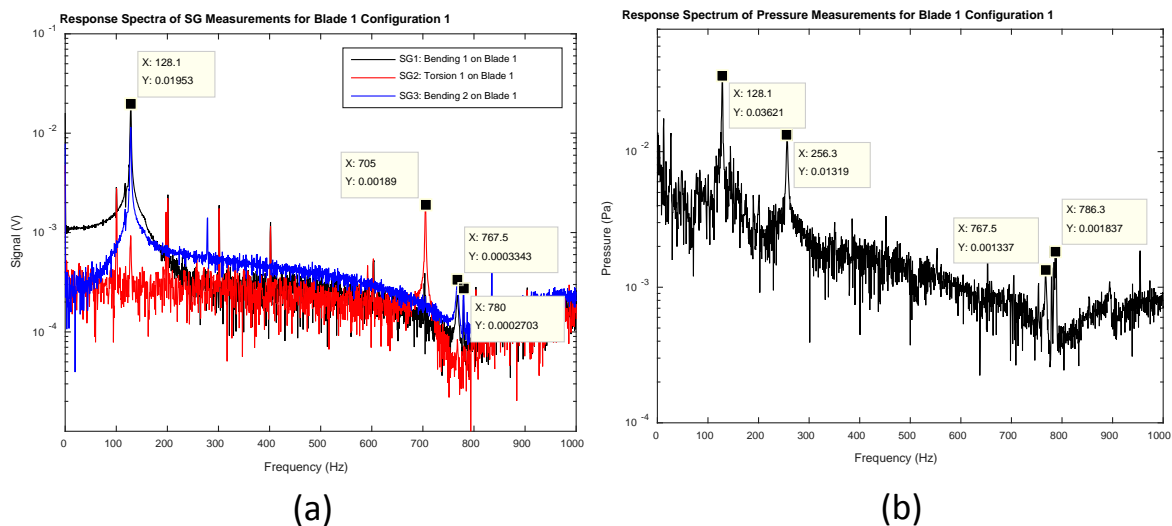 Response Spectra of SG Measurements for Blade 1 Configuration 1
10^-1
10^-2
10^-3
10^-4
Signal (V)
X: 128.1
Y: 0.01953
SG1: Bending 1 on Blade 1
SG2: Torsion 1 on Blade 1
SG3: Bending 2 on Blade 1
X: 705
Y: 0.00189
X: 767.5
Y: 0.0003343
X: 780
Y: 0.0002703
0 100 200 300 400 500 600 700 800 900 1000
Frequency (Hz)
(a)
Response Spectrum of Pressure Measurements for Blade 1 Configuration 1
10^-2
10^-3
10^-4
Pressure (Pa)
X: 128.1
Y: 0.03621
X: 256.3
Y: 0.01319
X: 767.5
Y: 0.001337
X: 786.3
Y: 0.001837
0 100 200 300 400 500 600 700 800 900 1000
Frequency (Hz)
(b)